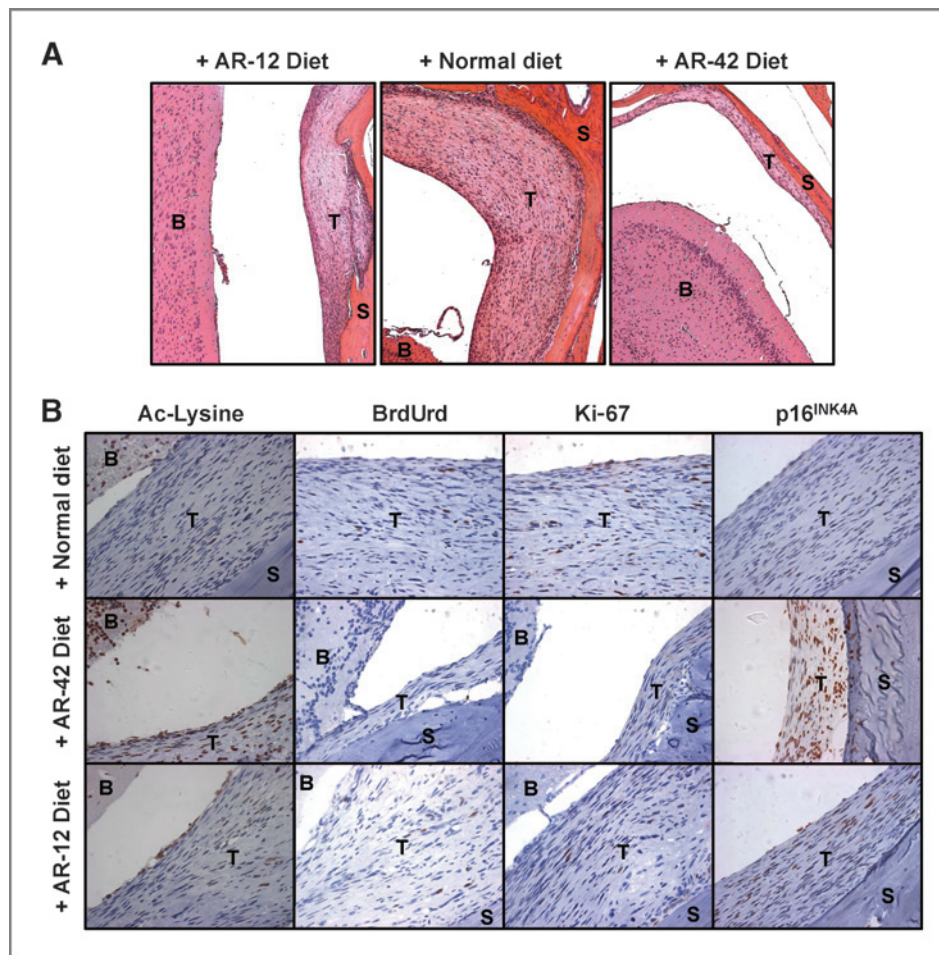 A
+ AR-12 Diet + Normal diet + AR-42 Diet
B T S
S T B
T S B
B
Ac-Lysine BrdUrd Ki-67 p16INK4A
+ Normal diet
B T S
T
T
T S
+ AR-42 Diet
B T
B T S
B T S
T S
+ AR-12 Diet
B T
B T S
B T S
T S